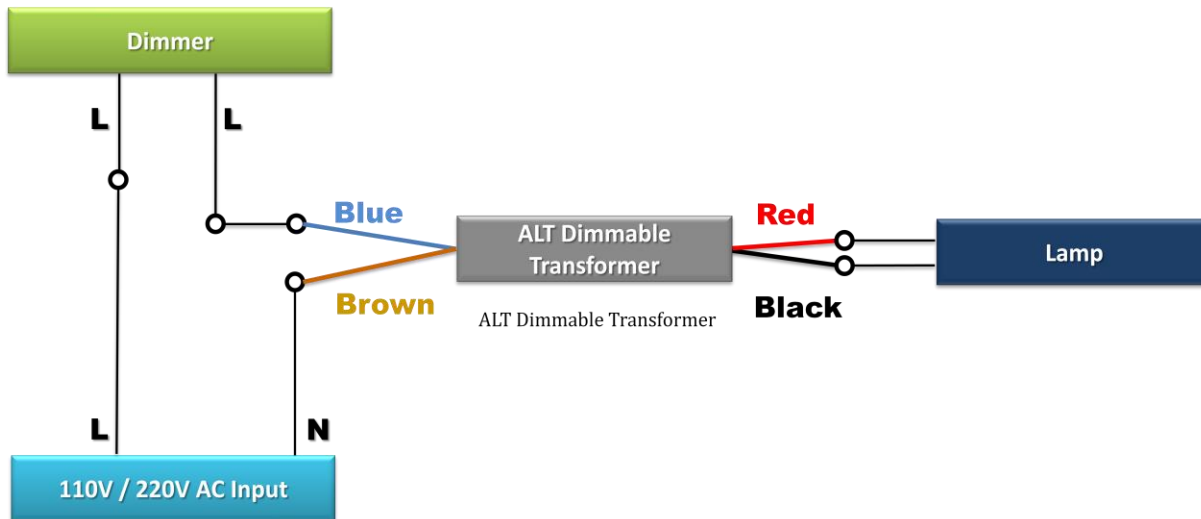 Dimmer
L
L
Blue
Red
ALT Dimmable
Transformer
Lamp
Brown
Black
ALT Dimmable Transformer
L
N
110V / 220V AC Input